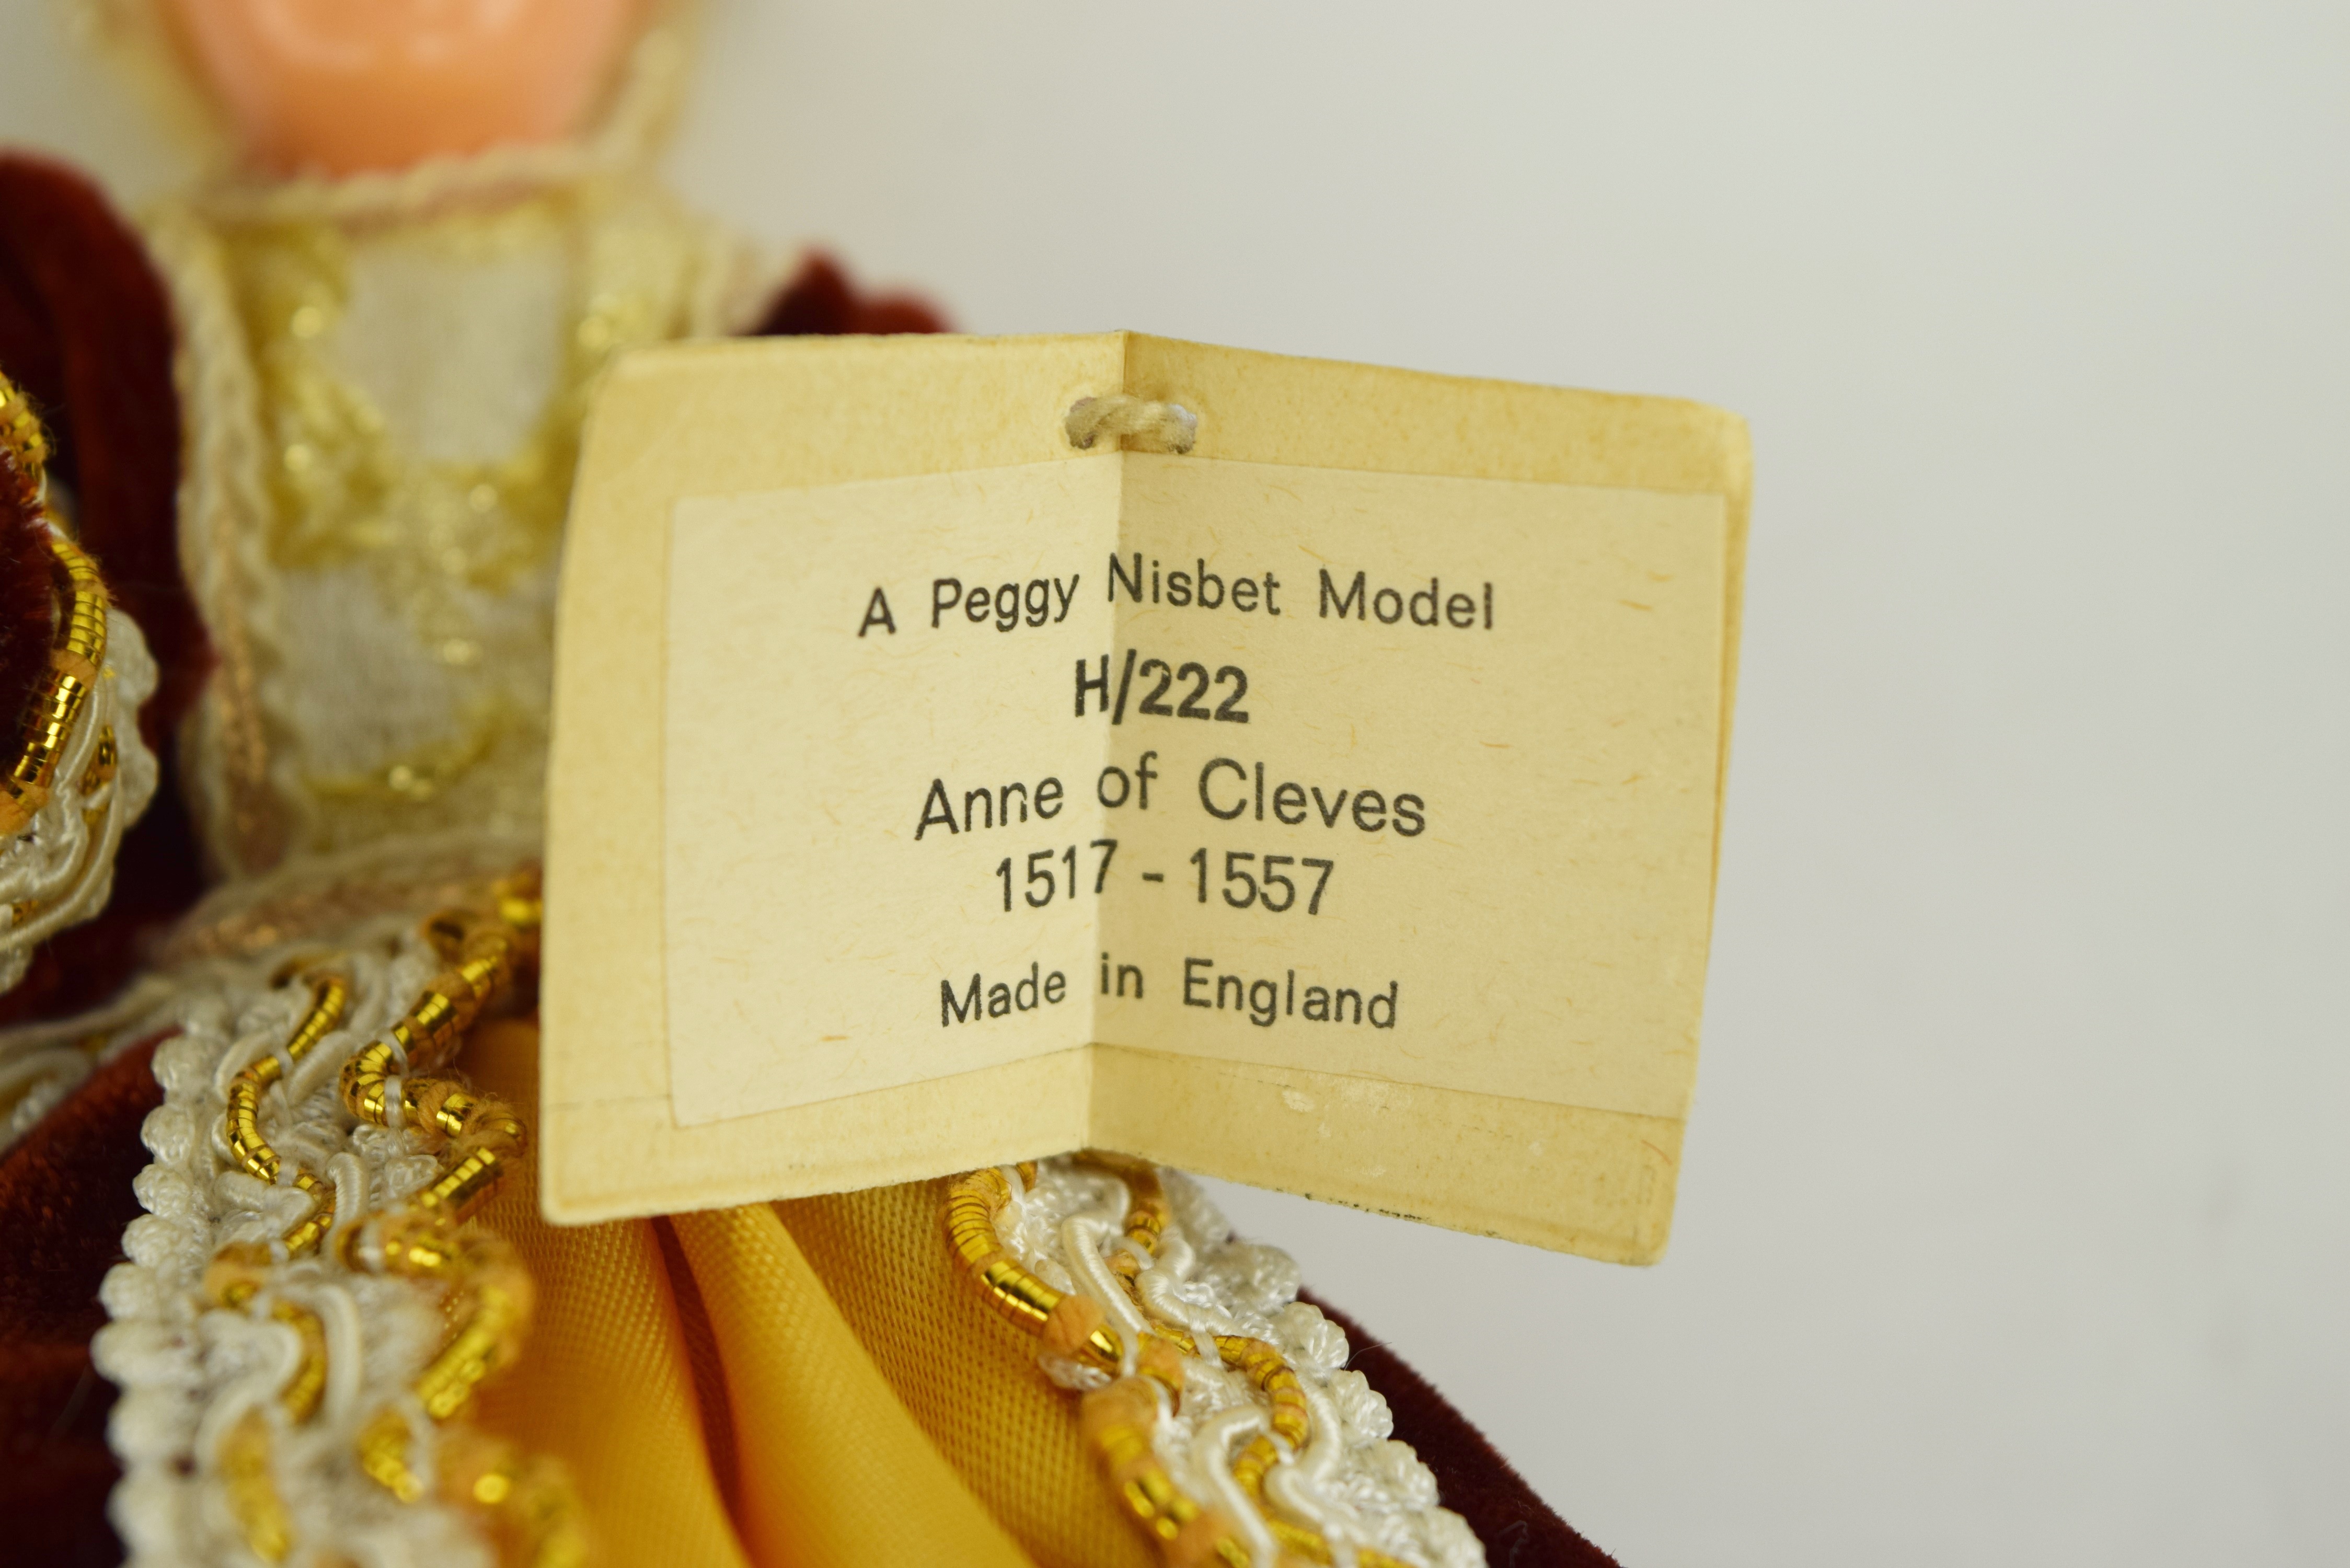 A Peggy Nisbet Model
H/222
Anne of Cleves
1517 - 1557
Made in England